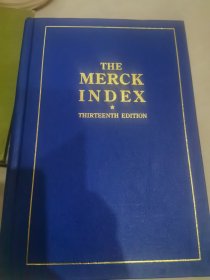 THE
MERCK
INDEX
★
THIRTEENTH EDITION